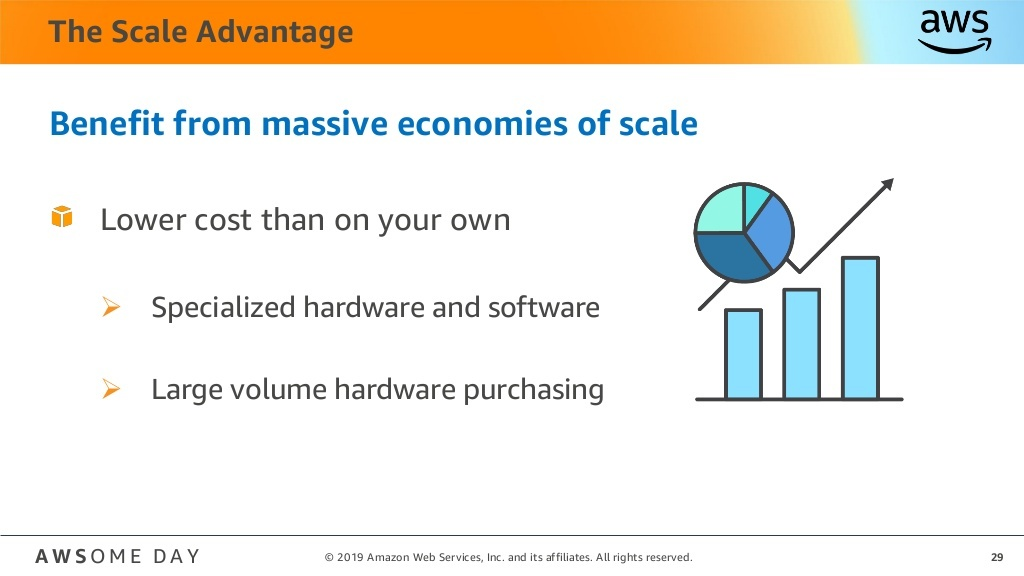 The Scale Advantage
aws
Benefit from massive economies of scale
Lower cost than on your own
Specialized hardware and software
Large volume hardware purchasing
AWSOME DAY
© 2019 Amazon Web Services, Inc. and its affiliates. All rights reserved.
29